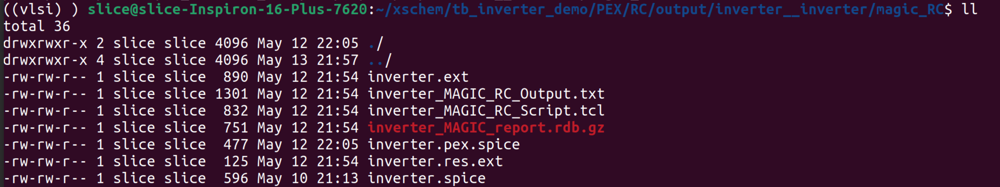 ((vlsi) ) slice@slice-Inspiron-16-Plus-7620:~/xschem/tb_inverter_demo/PEX/RC/output/inverter__inverter/magic_RC$ ll
total 36
drwxrwxr-x 2 slice slice 4096 May 12 22:05 ./
drwxrwxr-x 4 slice slice 4096 May 13 21:57 ../
-rw-rw-r-- 1 slice slice  890 May 12 21:54 inverter.ext
-rw-rw-r-- 1 slice slice 1301 May 12 21:54 inverter_MAGIC_RC_Output.txt
-rw-rw-r-- 1 slice slice  832 May 12 21:54 inverter_MAGIC_RC_Script.tcl
-rw-rw-r-- 1 slice slice  751 May 12 21:54 inverter_MAGIC_report.rdb.gz
-rw-rw-r-- 1 slice slice  477 May 12 22:05 inverter.pex.spice
-rw-rw-r-- 1 slice slice  125 May 12 21:54 inverter.res.ext
-rw-rw-r-- 1 slice slice  596 May 10 21:13 inverter.spice